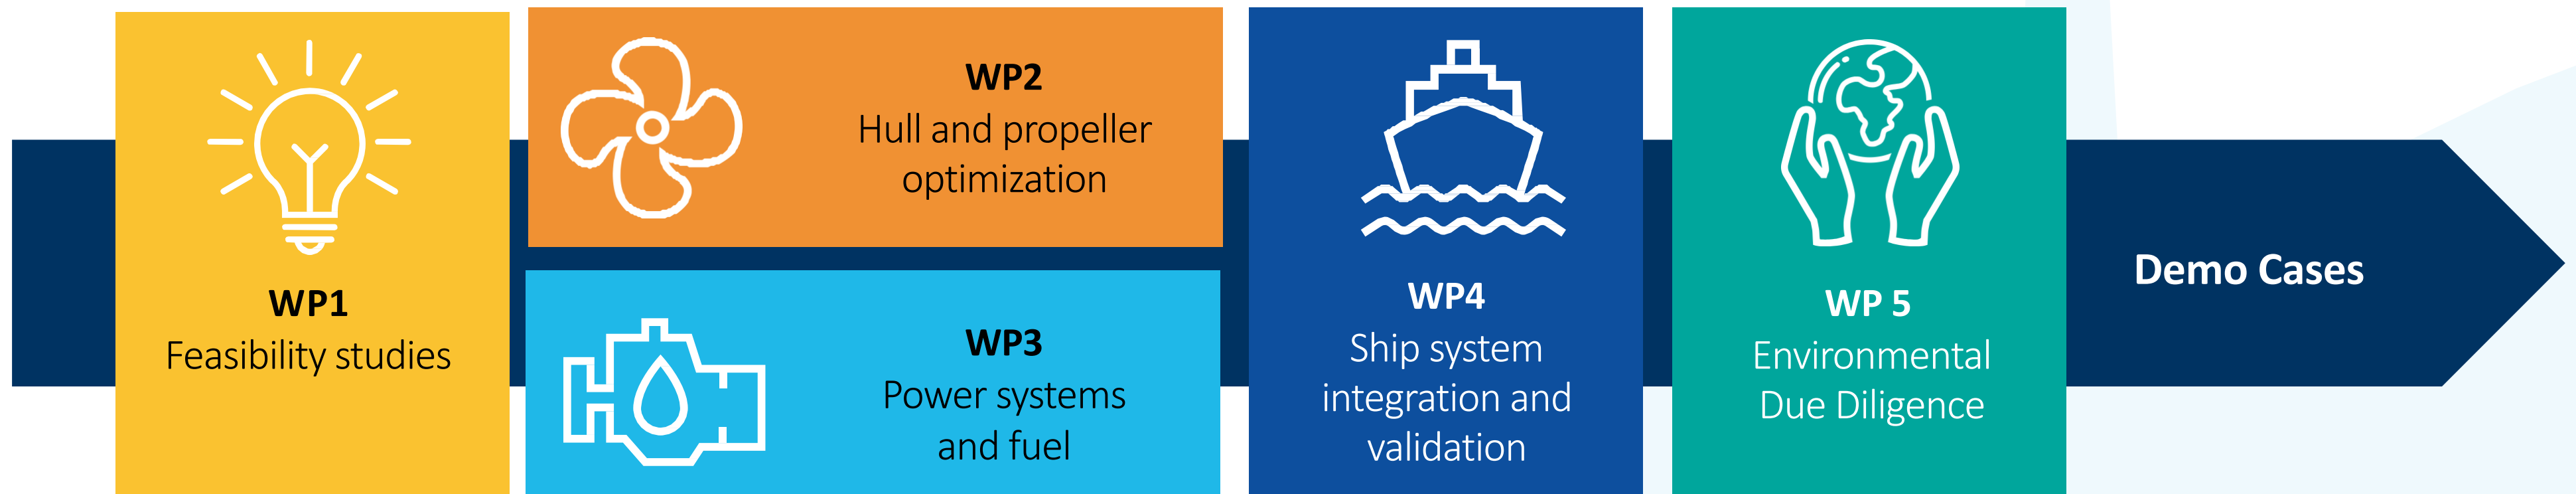 WP1
Feasibility studies
WP2
Hull and propeller
optimization
WP3
Power systems
and fuel
WP4
Ship system
integration and
validation
WP 5
Environmental
Due Diligence
Demo Cases